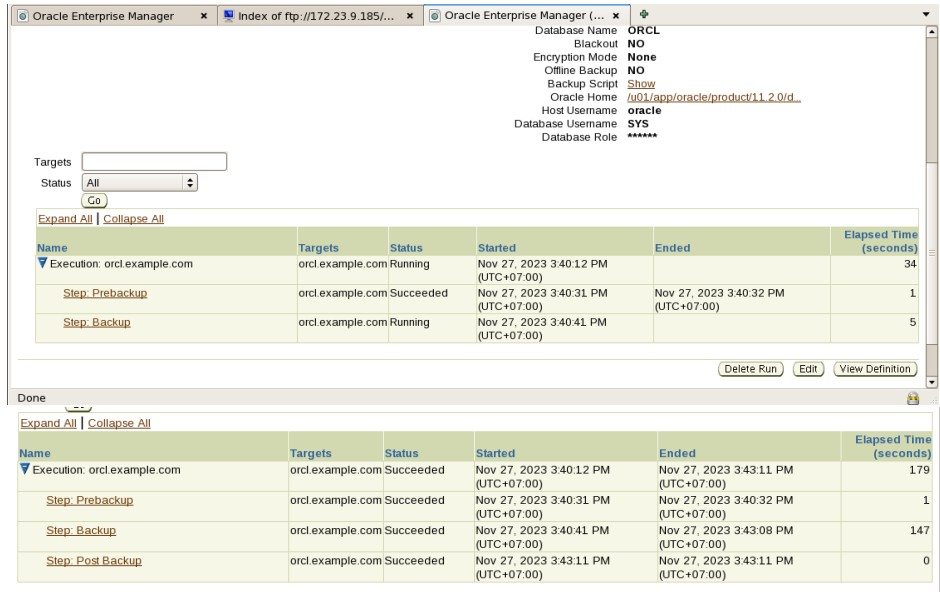 Oracle Enterprise Manager
Index of ftp://172.23.9.185/...
Oracle Enterprise Manager (...
Database Name ORCL
Blackout NO
Encryption Mode None
Offline Backup NO
Backup Script Show
Oracle Home /u01/app/oracle/product/11.2.0/d...
Host Username oracle
Database Username SYS
Database Role ******
Targets
Status All
Go
Expand All | Collapse All
Name Targets Status Started Ended Elapsed Time (seconds)
Execution: orcl.example.com orcl.example.com Running Nov 27, 2023 3:40:12 PM (UTC+07:00) 34
Step: Prebackup orcl.example.com Succeeded Nov 27, 2023 3:40:31 PM (UTC+07:00) Nov 27, 2023 3:40:32 PM (UTC+07:00) 1
Step: Backup orcl.example.com Running Nov 27, 2023 3:40:41 PM (UTC+07:00) 5
Delete Run Edit View Definition
Done
Expand All | Collapse All
Name Targets Status Started Ended Elapsed Time (seconds)
Execution: orcl.example.com orcl.example.com Succeeded Nov 27, 2023 3:40:12 PM (UTC+07:00) Nov 27, 2023 3:43:11 PM (UTC+07:00) 179
Step: Prebackup orcl.example.com Succeeded Nov 27, 2023 3:40:31 PM (UTC+07:00) Nov 27, 2023 3:40:32 PM (UTC+07:00) 1
Step: Backup orcl.example.com Succeeded Nov 27, 2023 3:40:41 PM (UTC+07:00) Nov 27, 2023 3:43:08 PM (UTC+07:00) 147
Step: Post Backup orcl.example.com Succeeded Nov 27, 2023 3:43:11 PM (UTC+07:00) Nov 27, 2023 3:43:11 PM (UTC+07:00) 0